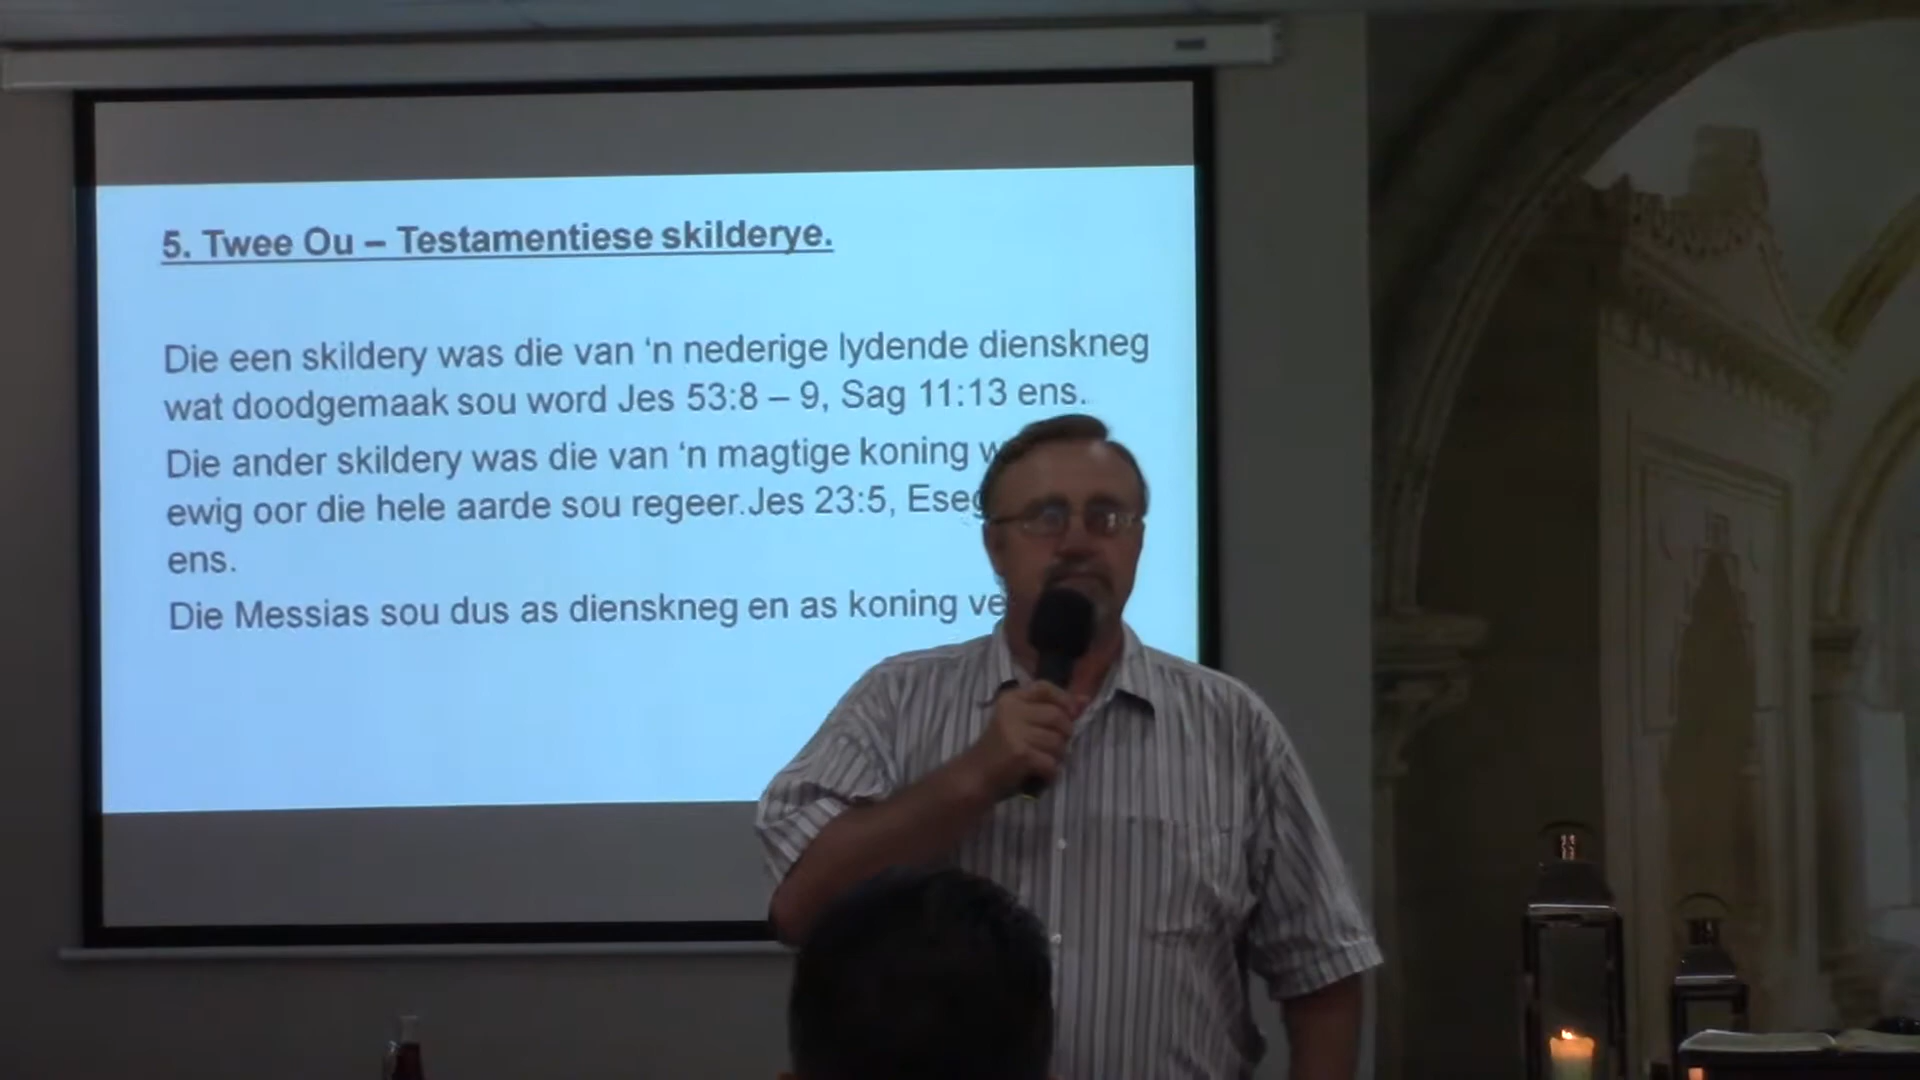 5. Twee Ou – Testamentiese skilderye.
Die een skildery was die van ‘n nederige lydende dienskneg
wat doodgemaak sou word Jes 53:8 – 9, Sag 11:13 ens.
Die ander skildery was die van ‘n magtige koning
ewig oor die hele aarde sou regeer.Jes 23:5,
ens.
Die Messias sou dus as dienskneg en as koning